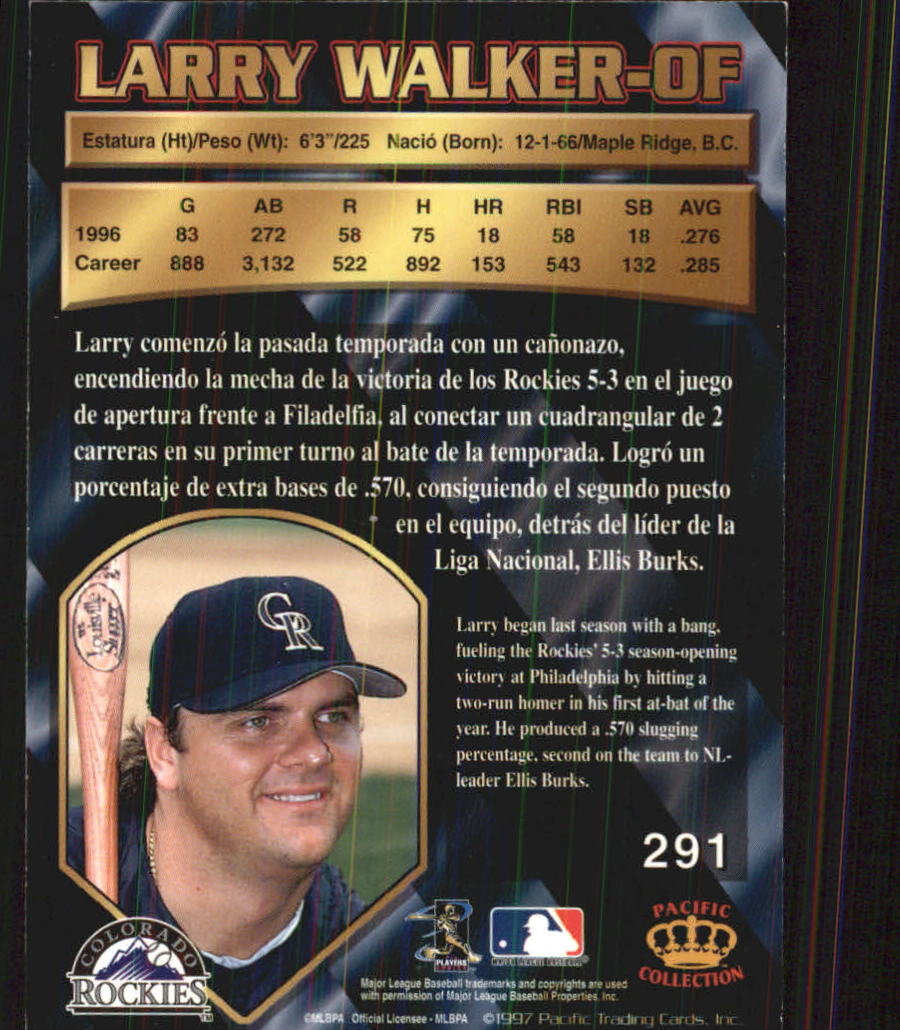 LARRY WALKER-OF
Estatura (Ht)/Peso (Wt): 6'3"/225 Nació (Born): 12-1-66/Maple Ridge, B.C.
G AB R H HR RBI SB AVG
1996 83 272 58 75 18 58 18 .276
Career 888 3,132 522 892 153 543 132 .285
Larry comenzó la pasada temporada con un cañonazo,
encendiendo la mecha de la victoria de los Rockies 5-3 en el juego
de apertura frente a Filadelfia, al conectar un cuadrangular de 2
carreras en su primer turno al bate de la temporada. Logró un
porcentaje de extra bases de .570, consiguiendo el segundo puesto
en el equipo, detrás del líder de la
Liga Nacional, Ellis Burks.
Larry began last season with a bang,
fueling the Rockies' 5-3 season-opening
victory at Philadelphia by hitting a
two-run homer in his first at-bat of the
year. He produced a .570 slugging
percentage, second on the team to NL-
leader Ellis Burks.
CR
Louisville
291
COLORADO
ROCKIES
TM
PLAYERS
MAJOR LEAGUE BASEBALL
PACIFIC
COLLECTION
Major League Baseball trademarks and copyrights are used
with permission of Major League Baseball Properties, Inc.
©MLBPA Official Licensee - MLBPA ©1997 Pacific Trading Cards, Inc.